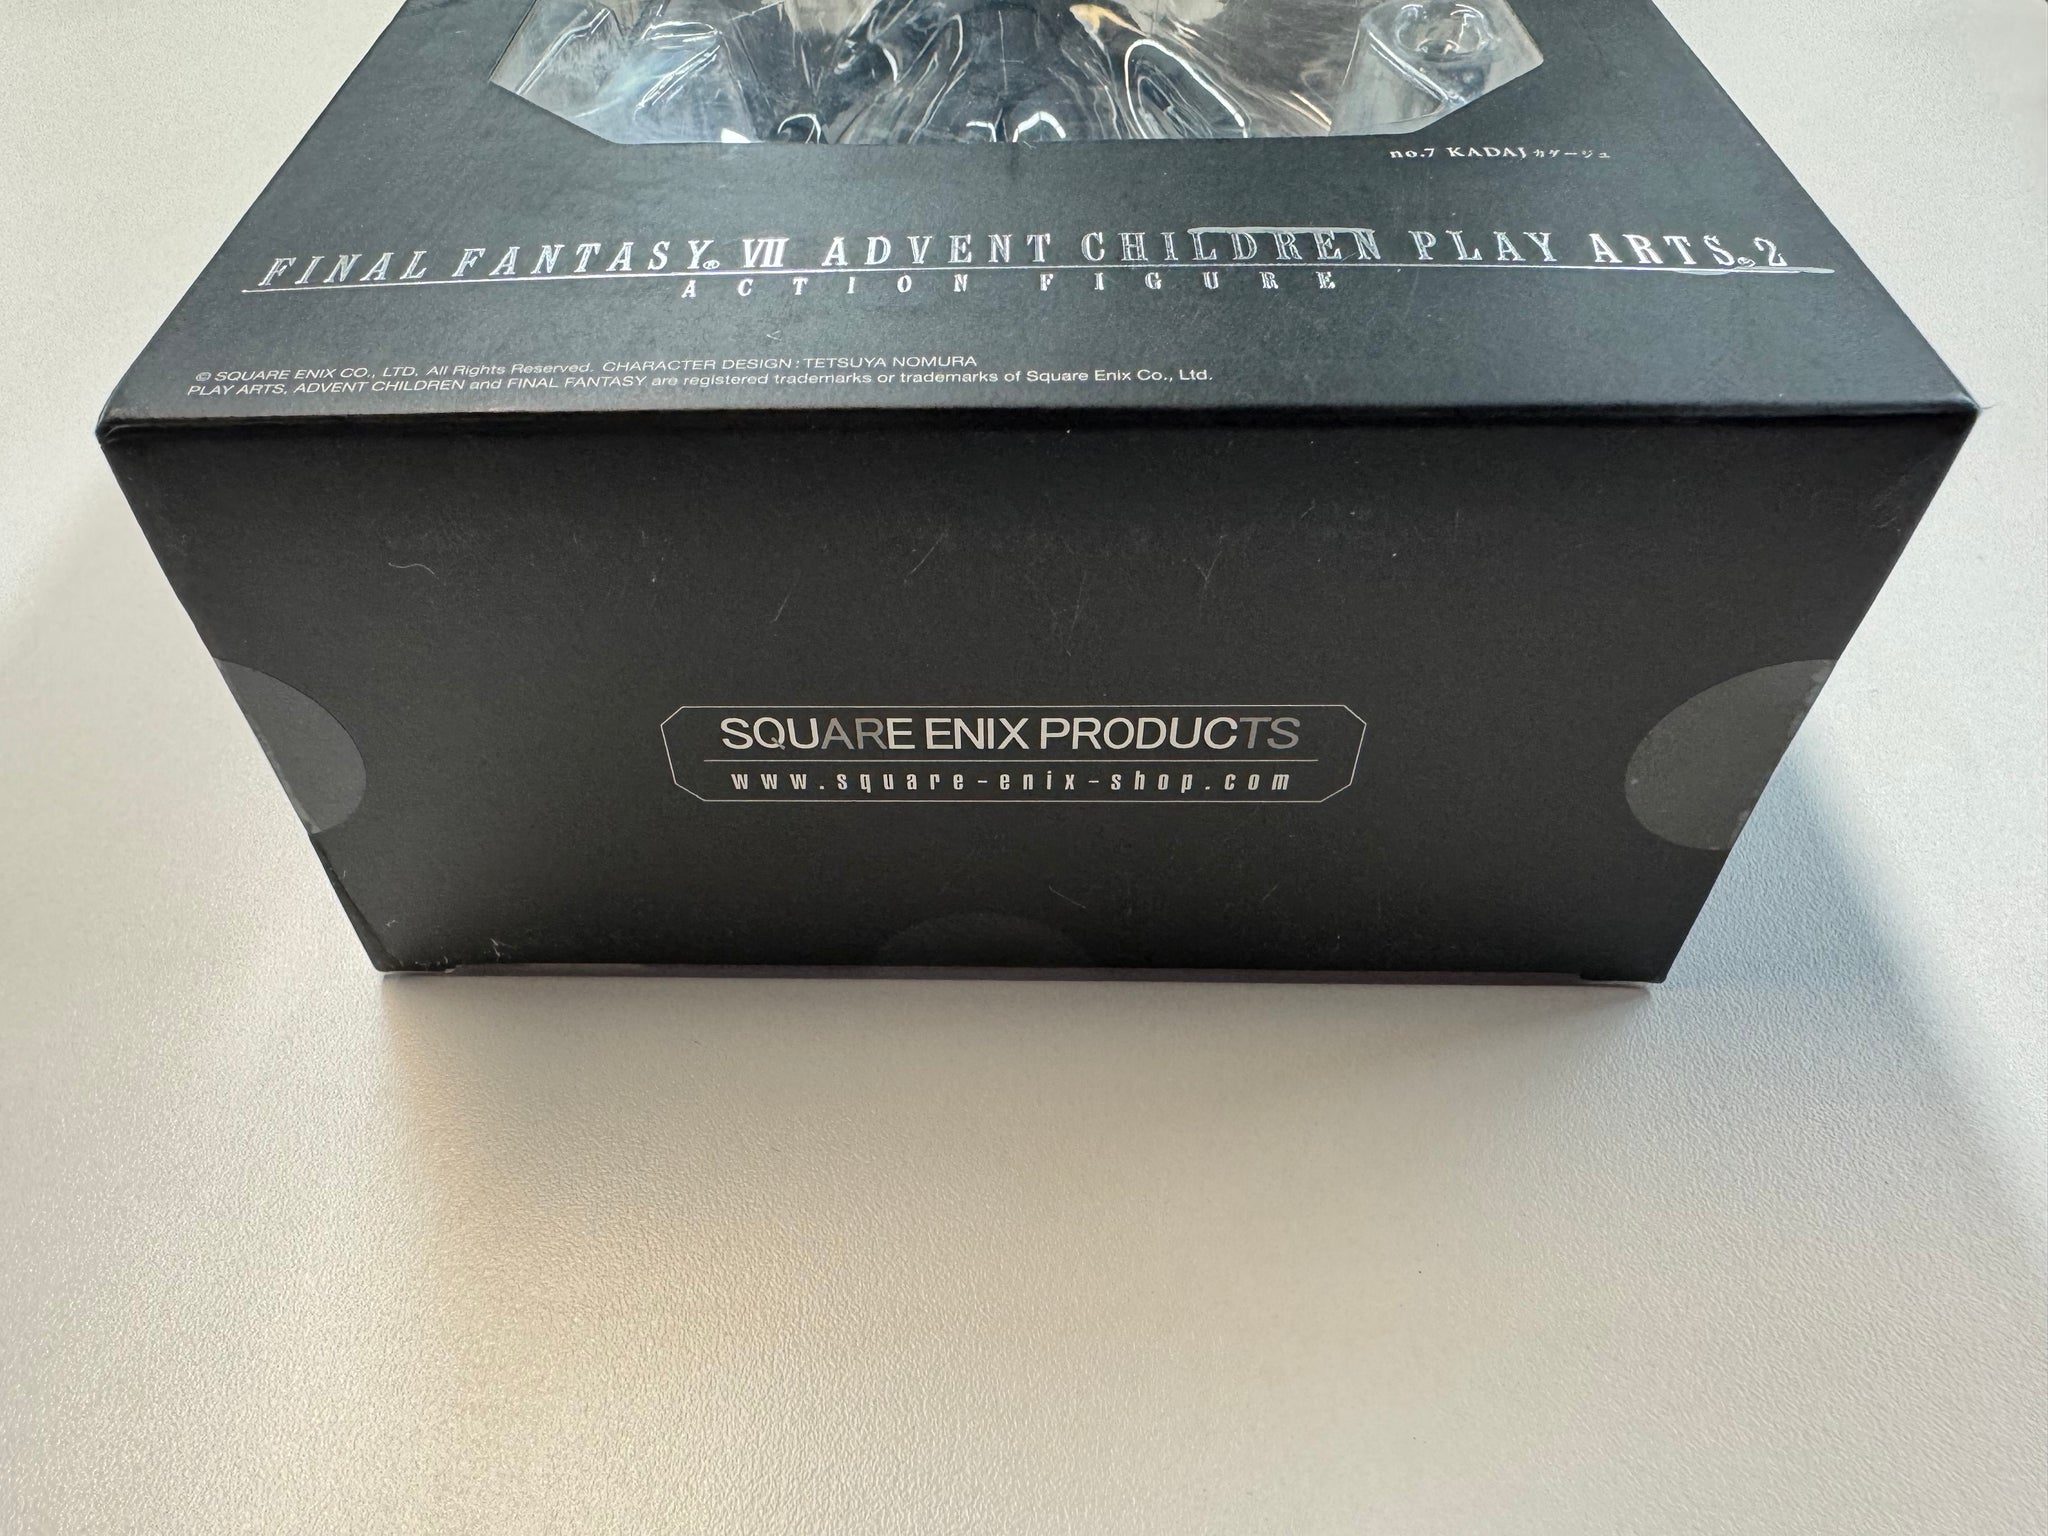 no.7 KADAJ カダージュ
FINAL FANTASY® VII ADVENT CHILDREN PLAY ARTS® 2
ACTION FIGURE
© SQUARE ENIX CO., LTD. All Rights Reserved. CHARACTER DESIGN : TETSUYA NOMURA
PLAY ARTS, ADVENT CHILDREN and FINAL FANTASY are registered trademarks or trademarks of Square Enix Co., Ltd.
SQUARE ENIX PRODUCTS
www.square-enix-shop.com